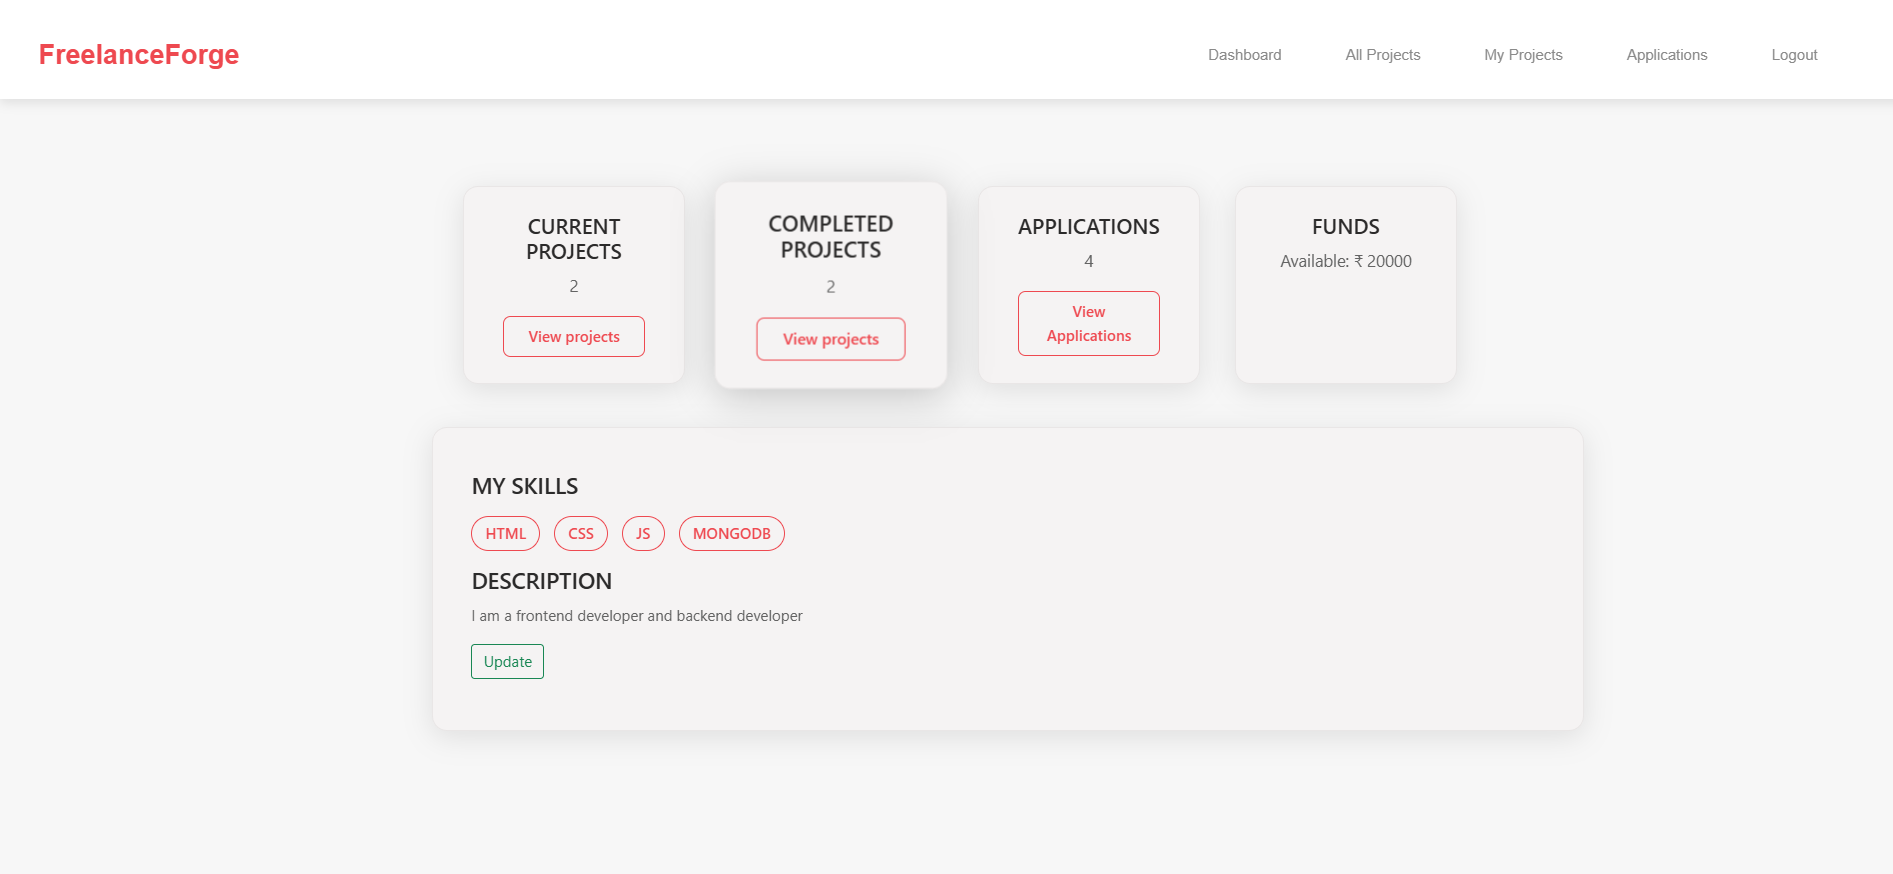 FreelanceForge
Dashboard
All Projects
My Projects
Applications
Logout
CURRENT
PROJECTS
2
View projects
COMPLETED
PROJECTS
2
View projects
APPLICATIONS
4
View
Applications
FUNDS
Available: ₹ 20000
MY SKILLS
HTML
CSS
JS
MONGODB
DESCRIPTION
I am a frontend developer and backend developer
Update